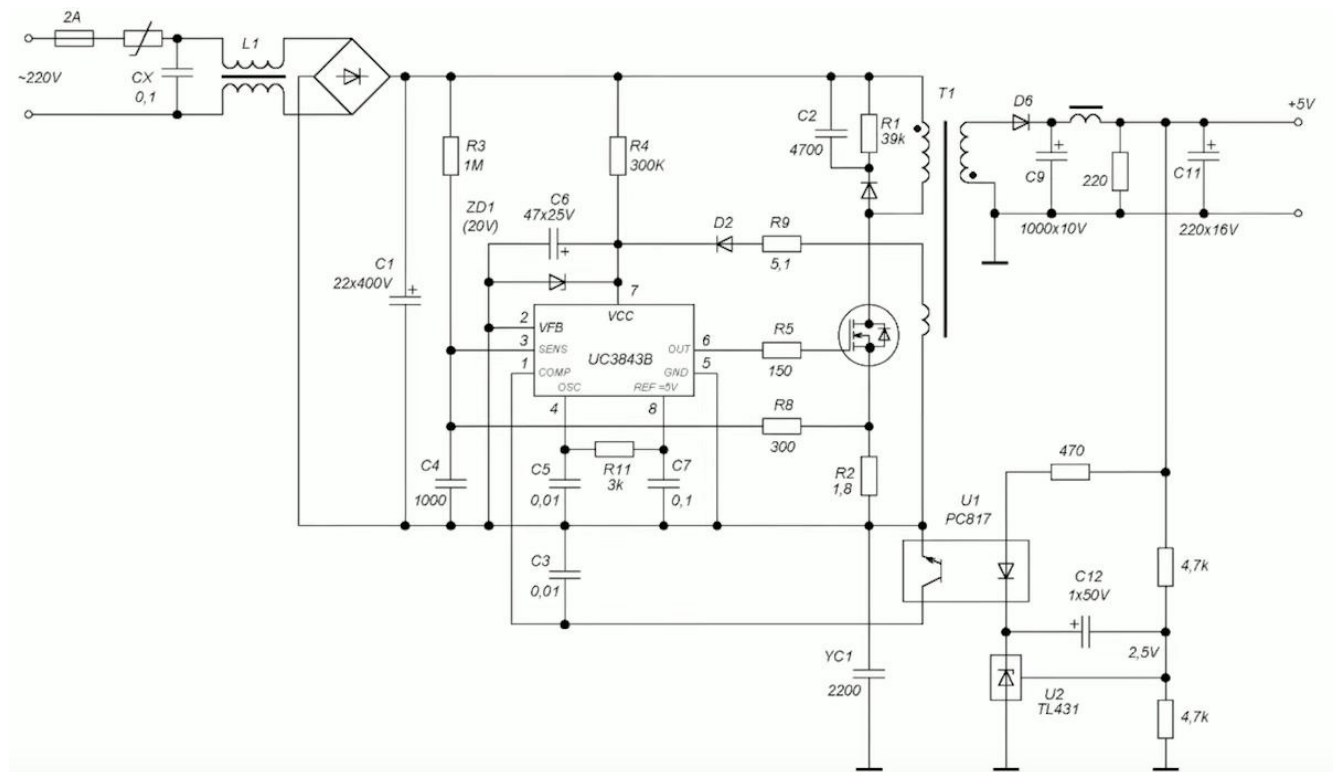 2A
L1
~220V
CX
0,1
R3
1M
R4
300K
C2
4700
R1
39k
T1
D6
+5V
+
C9
1000x10V
220
+
C11
220x16V
ZD1
(20V)
C6
47x25V
+
D2
R9
5,1
C1
22x400V
+
7
VCC
2
VFB
3
SENS
1
COMP
UC3843B
OUT
6
GND
5
OSC
REF =5V
4
8
R5
150
R8
300
R2
1,8
C4
1000
C5
0,01
R11
3k
C7
0,1
C3
0,01
U1
PC817
470
4,7k
C12
1x50V
+
2,5V
YC1
2200
U2
TL431
4,7k